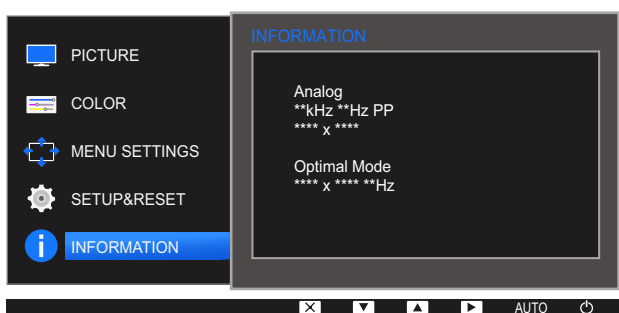 PICTURE
COLOR
MENU SETTINGS
SETUP&RESET
INFORMATION
INFORMATION
Analog
**kHz **Hz PP
**** x ****
Optimal Mode
**** x **** **Hz
AUTO